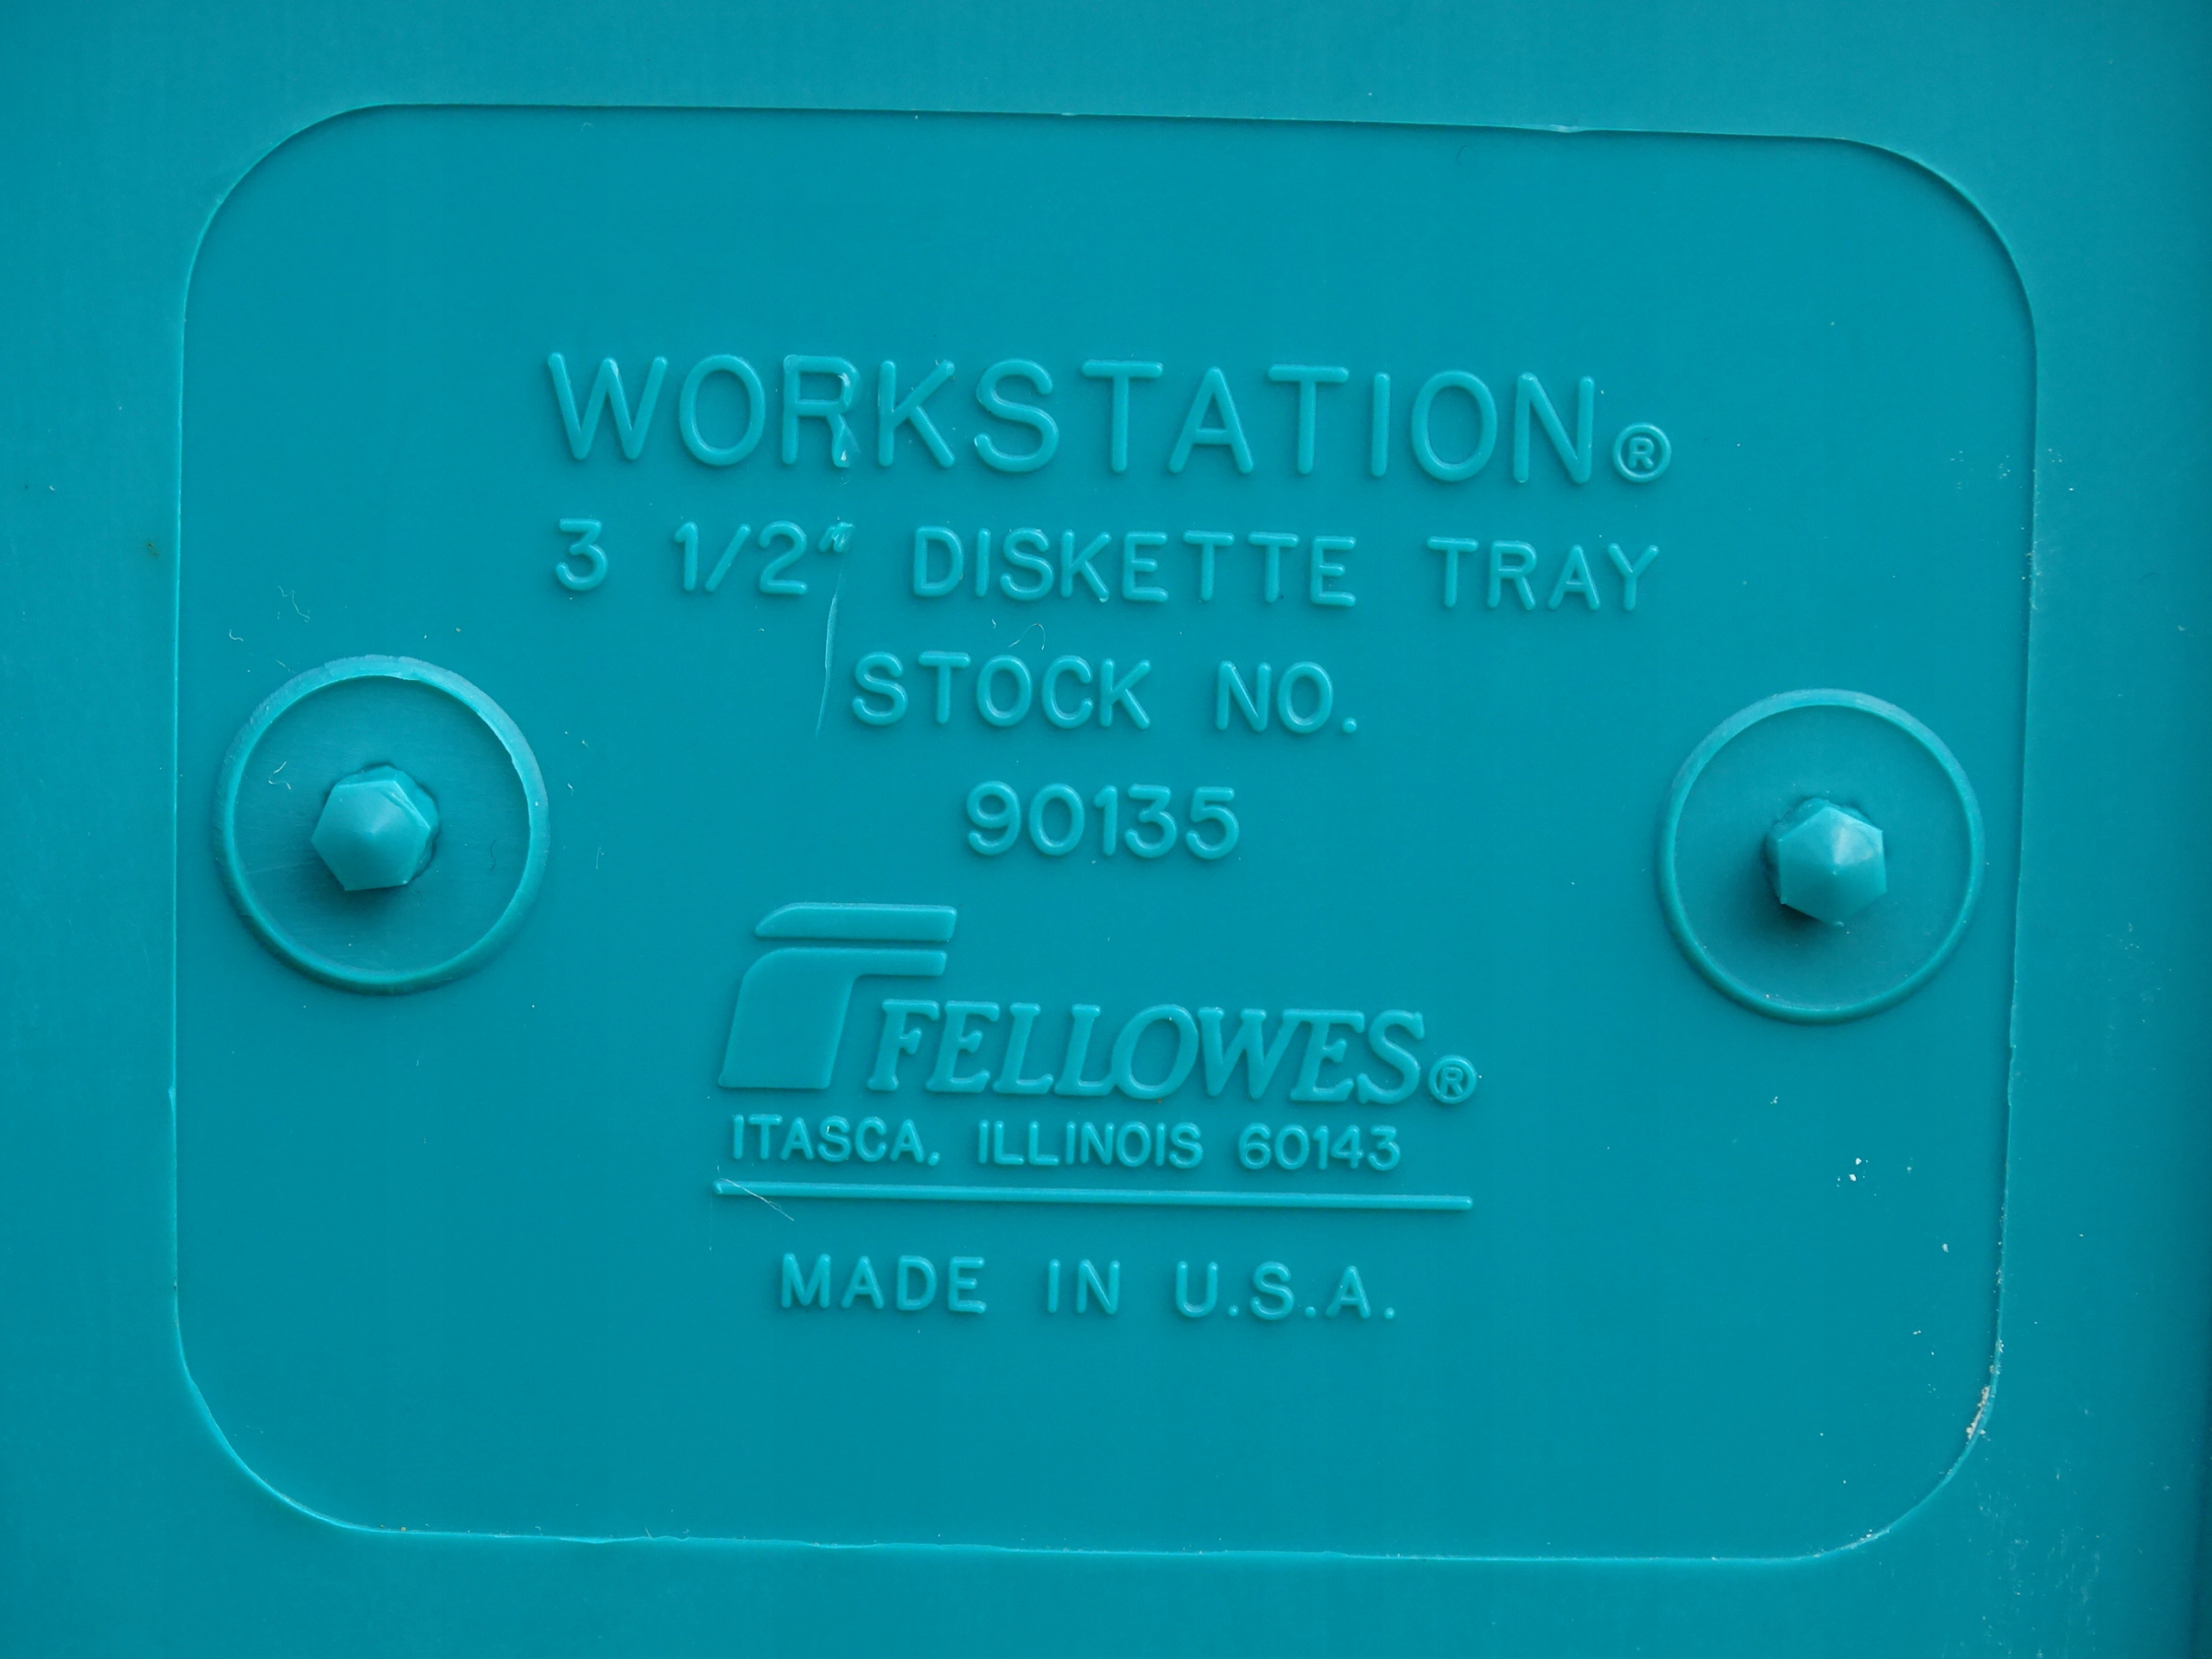 WORKSTATION®
3 1/2" DISKETTE TRAY
STOCK NO.
90135
FELLOWES®
ITASCA, ILLINOIS 60143
MADE IN U.S.A.